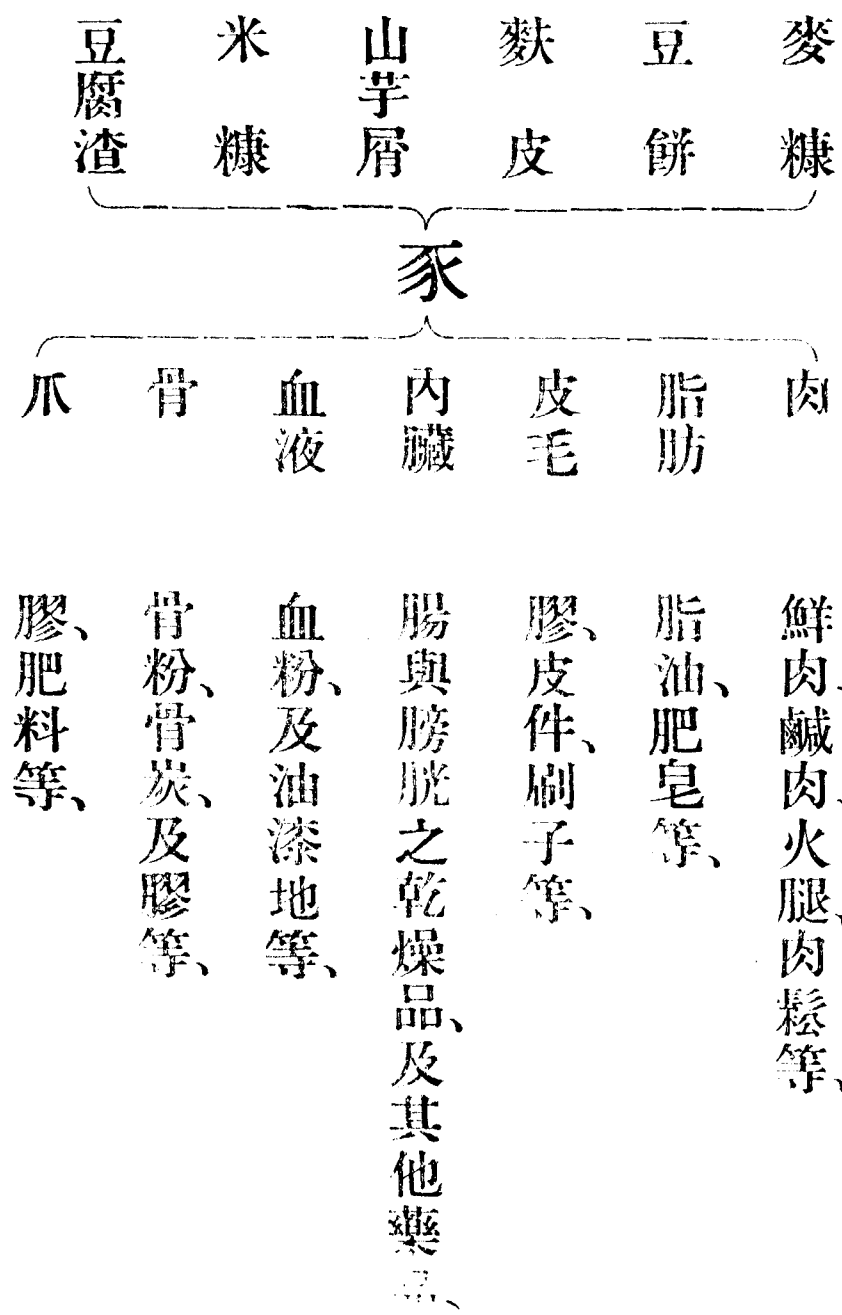 麥糠
豆餅
麩皮
山芋屑
米糠
豆腐渣
豕
肉
鮮肉、鹹肉、火腿、肉鬆等、
脂肪
脂油、肥皂等、
皮毛
膠、皮件、刷子等、
內臟
腸與膀胱之乾燥品、及其他藥品、
血液
血粉、及油漆地等、
骨
骨粉、骨炭、及膠等、
爪
膠、肥料等、